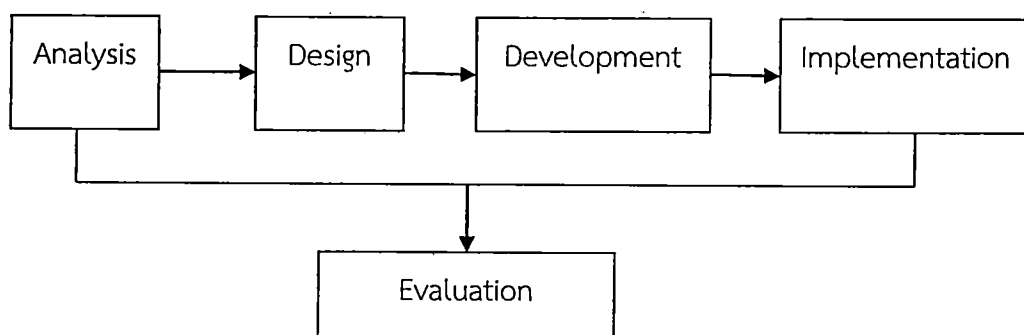 Analysis
Design
Development
Implementation
Evaluation